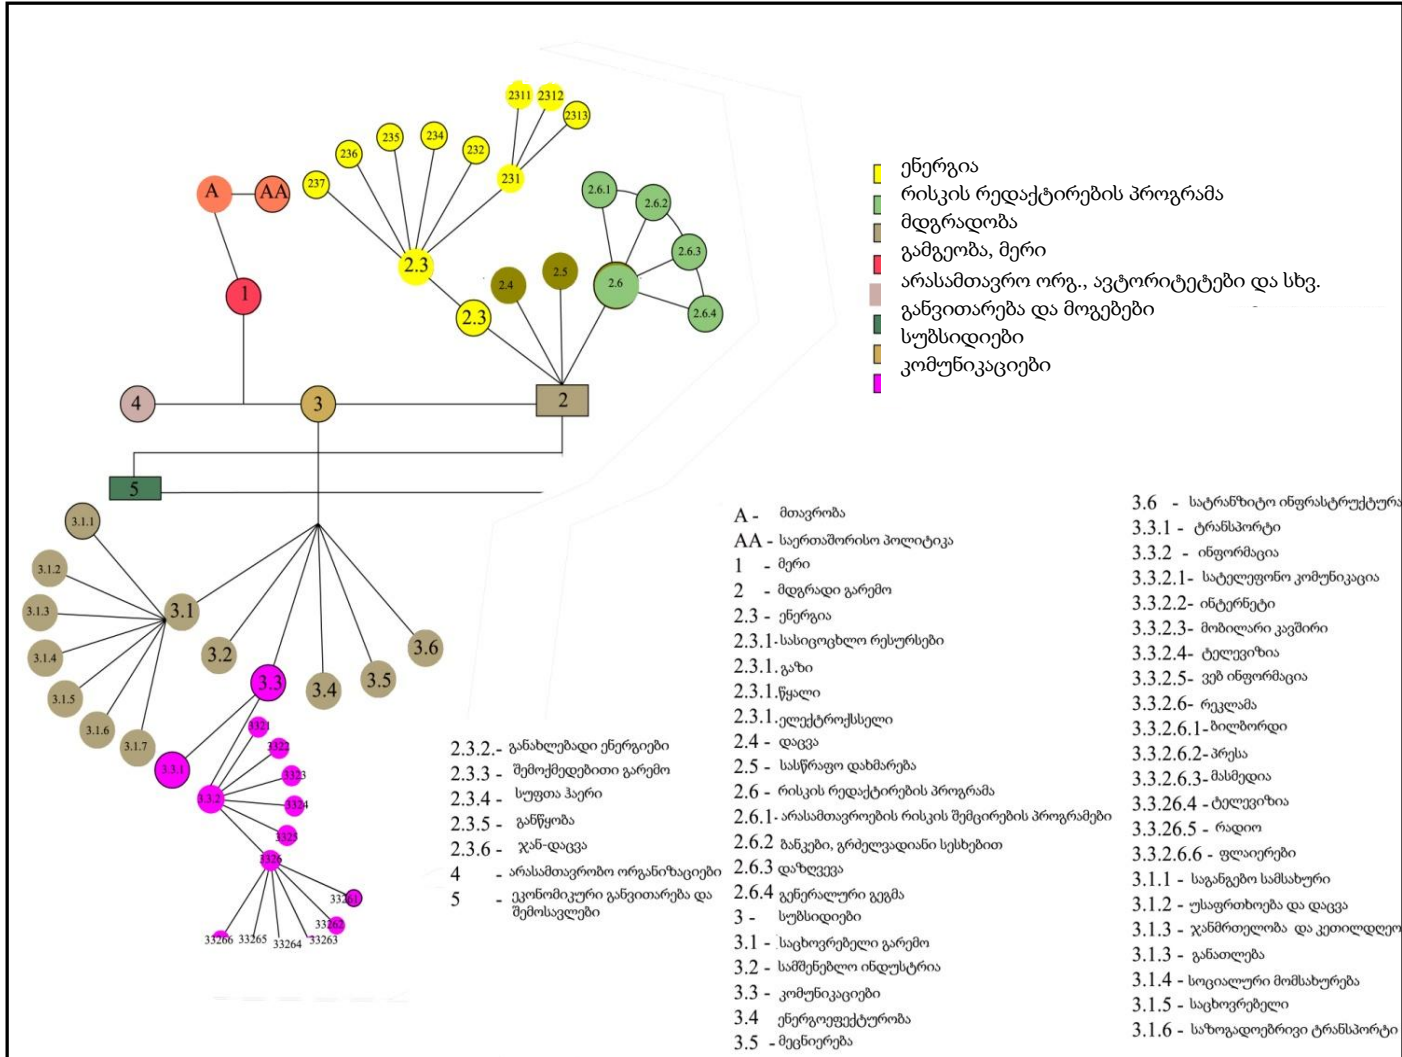 2311
2312
2313
235
234
232
236
237
231
A
AA
2.6.1
2.6.2
2.6.3
2.6.4
2.6
2.3
2.4
2.5
2.3
1
4
3
2
5
3.1.1
3.1.2
3.1.3
3.1.4
3.1.5
3.1.6
3.1.7
3.1
3.2
3.3
3.4
3.5
3.6
3.3.1
3.3.2
3321
3322
3323
3324
3325
3326
33261
33262
33263
33264
33265
33266
ენერგია
რისკის რედაქტირების პროგრამა
მდგრადობა
გამგეობა, მერი
არასამთავრო ორგ., ავტორიტეტები და სხვ.
განვითარება და მოგებები
სუბსიდიები
კომუნიკაციები
2.3.2.- განახლებადი ენერგიები
2.3.3 - შემოქმედებითი გარემო
2.3.4 - სუფთა ჰაერი
2.3.5 - განწყობა
2.3.6 - ჯან-დაცვა
4 - არასამთავრობო ორგანიზაციები
5 - ეკონომიკური განვითარება და
შემოსავლები
A - მთავრობა
AA - საერთაშორისო პოლიტიკა
1 - მერი
2 - მდგრადი გარემო
2.3 - ენერგია
2.3.1-სასიცოცხლო რესურსები
2.3.1.გაზი
2.3.1.წყალი
2.3.1.ელექტროქსსელი
2.4 - დაცვა
2.5 - სასწრაფო დახმარება
2.6 - რისკის რედაქტირების პროგრამა
2.6.1- არასამთავროების რისკის შემცირების პროგრამები
2.6.2 ბანკები, გრძელვადიანი სესხებით
2.6.3 დაზღვევა
2.6.4 გენერალური გეგმა
3 - სუბსიდიები
3.1 - საცხოვრებელი გარემო
3.2 - სამშენებლო ინდუსტრია
3.3 - კომუნიკაციები
3.4 ენერგოეფექტურობა
3.5 - მეცნიერება
3.6 - სატრანზიტო ინფრასტრუქტურა
3.3.1 - ტრანსპორტი
3.3.2 - ინფორმაცია
3.3.2.1- სატელეფონო კომუნიკაცია
3.3.2.2- ინტერნეტი
3.3.2.3- მობილარი კავშირი
3.3.2.4- ტელევიზია
3.3.2.5- ვებ ინფორმაცია
3.3.2.6- რეკლამა
3.3.2.6.1-ბილბორდი
3.3.2.6.2-პრესა
3.3.2.6.3-მასმედია
3.3.26.4 - ტელევიზია
3.3.26.5 - რადიო
3.3.2.6.6 - ფლაიერები
3.1.1 - საგანგებო სამსახური
3.1.2 - უსაფრთხოება და დაცვა
3.1.3 - ჯანმრთელობა და კეთილდღეო
3.1.3 - განათლება
3.1.4 - სოციალური მომსახურება
3.1.5 - საცხოვრებელი
3.1.6 - საზოგადოებრივი ტრანსპორტი